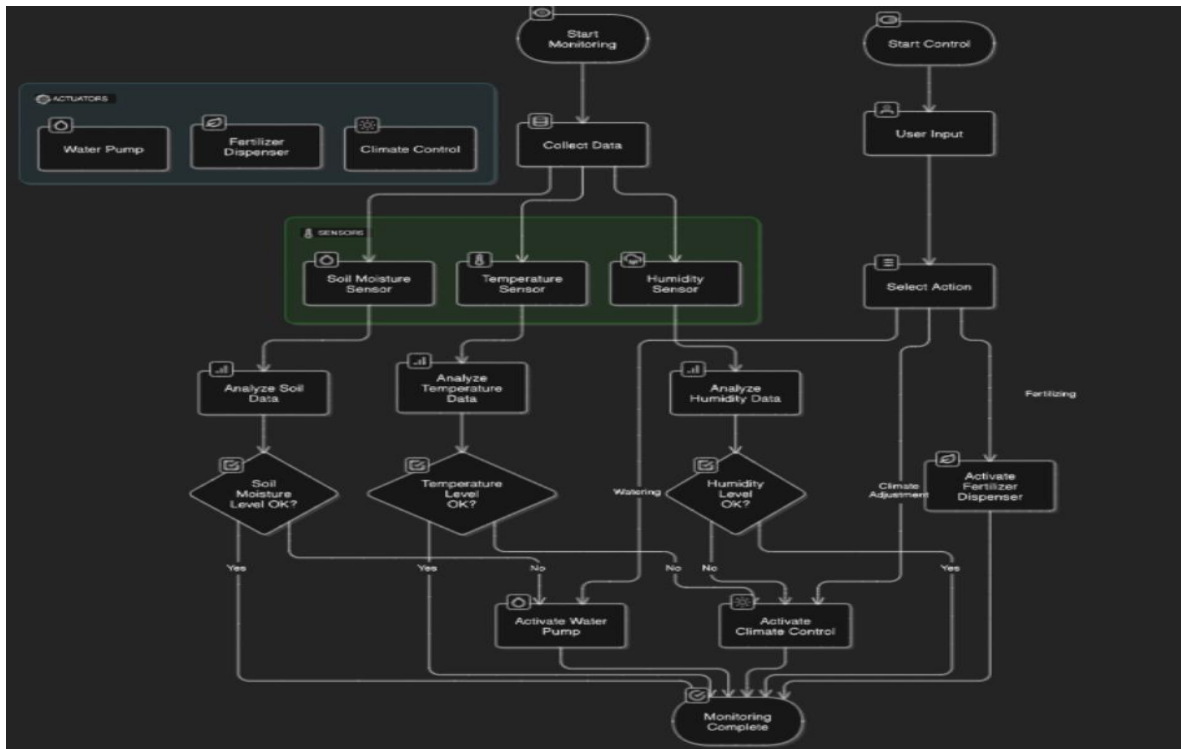 Start
Monitoring
Start Control
ACTUATORS
Water Pump
Fertilizer
Dispenser
Climate Control
Collect Data
User Input
SENSORS
Soil Moisture
Sensor
Temperature
Sensor
Humidity
Sensor
Select Action
Analyze Soil
Data
Analyze
Temperature
Data
Analyze
Humidity Data
Fertilizing
Soil
Moisture
Level OK?
Temperature
Level
OK?
Watering
Humidity
Level
OK?
Climate
Adjustment
Activate
Fertilizer
Dispenser
Yes
Yes
No
No
No
Yes
Activate Water
Pump
Activate
Climate Control
Monitoring
Complete